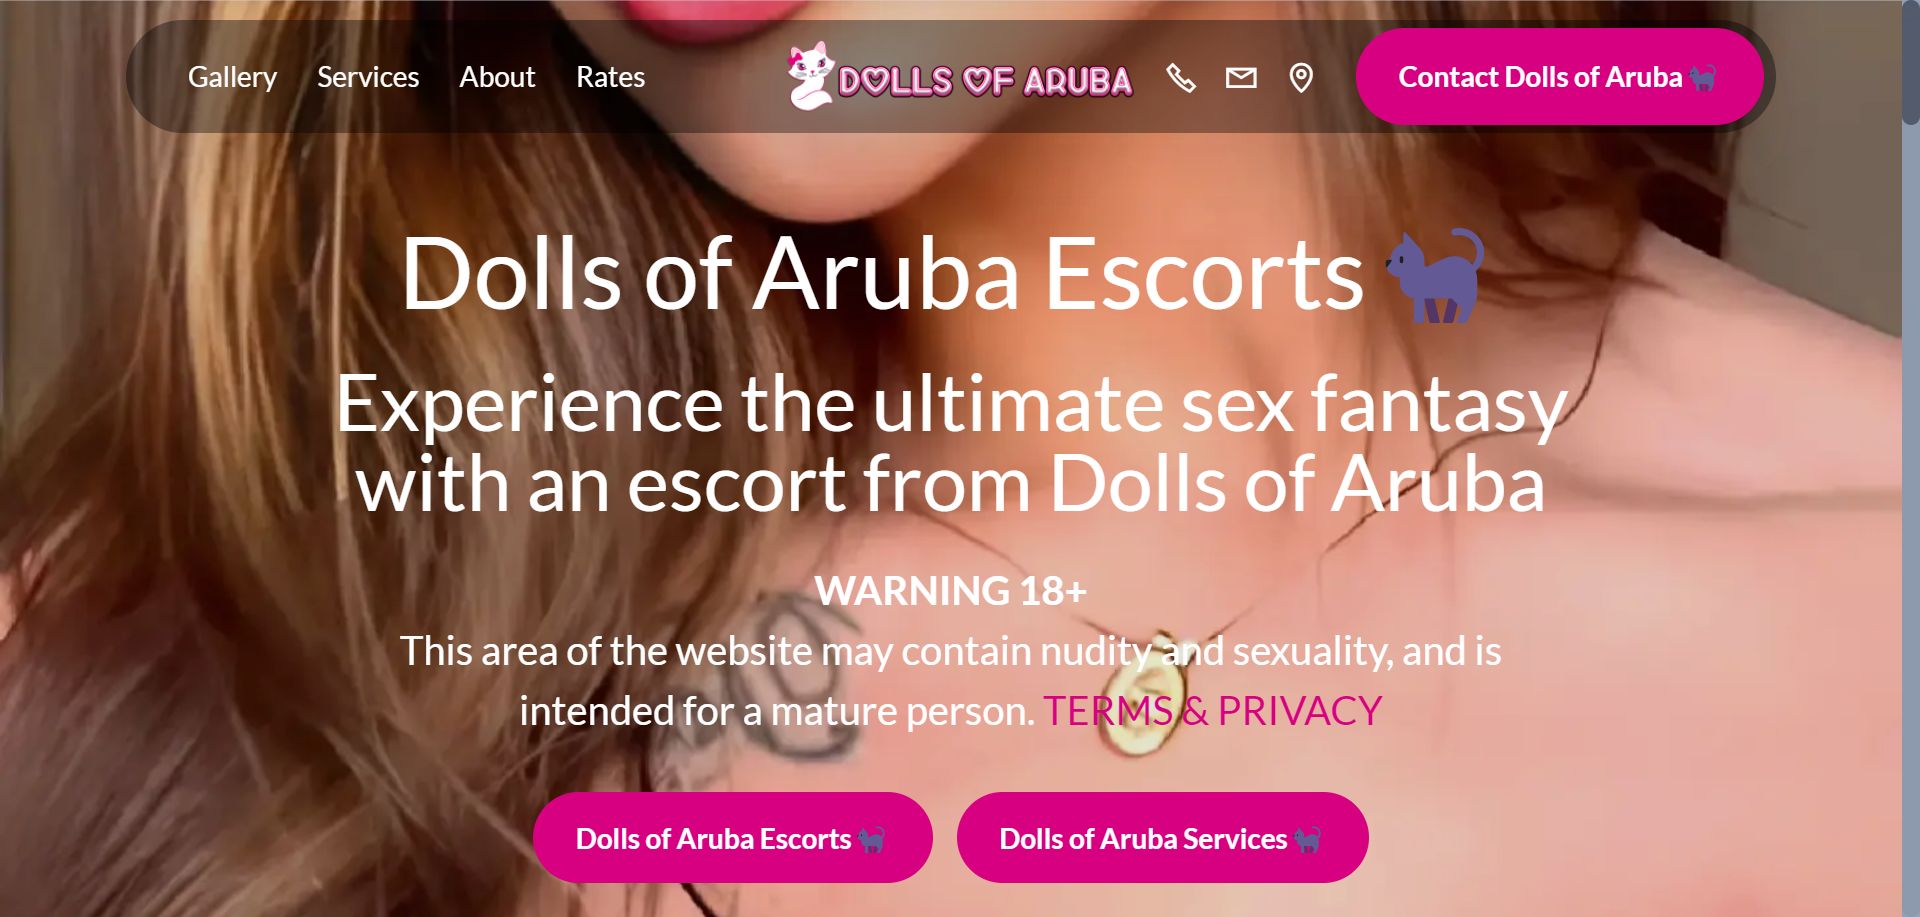 Gallery
Services
About
Rates
DOLLS OF ARUBA
Contact Dolls of Aruba
Dolls of Aruba Escorts
Experience the ultimate sex fantasy
with an escort from Dolls of Aruba
WARNING 18+
This area of the website may contain nudity and sexuality, and is
intended for a mature person. TERMS & PRIVACY
Dolls of Aruba Escorts
Dolls of Aruba Services